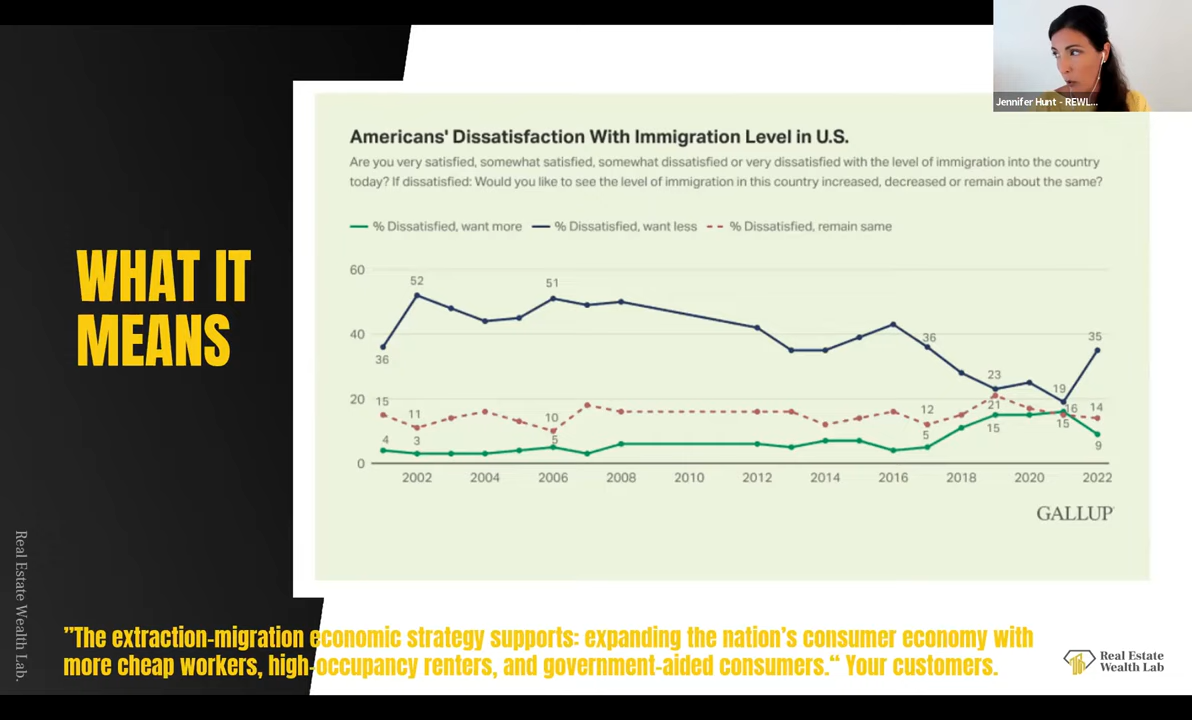 Jennifer Hunt - REWL...
WHAT IT
MEANS
Americans' Dissatisfaction With Immigration Level in U.S.
Are you very satisfied, somewhat satisfied, somewhat dissatisfied or very dissatisfied with the level of immigration into the country
today? If dissatisfied: Would you like to see the level of immigration in this country increased, decreased or remain about the same?
% Dissatisfied, want more % Dissatisfied, want less % Dissatisfied, remain same
60
52 51
40
36 36 35
23
19
20
15 11 10 12 21 16 14
4 3 5 5 15 15 9
0
2002 2004 2006 2008 2010 2012 2014 2016 2018 2020 2022
GALLUP
Real Estate Wealth Lab.
”The extraction-migration economic strategy supports: expanding the nation’s consumer economy with
more cheap workers, high-occupancy renters, and government-aided consumers.“ Your customers.
Real Estate
Wealth Lab